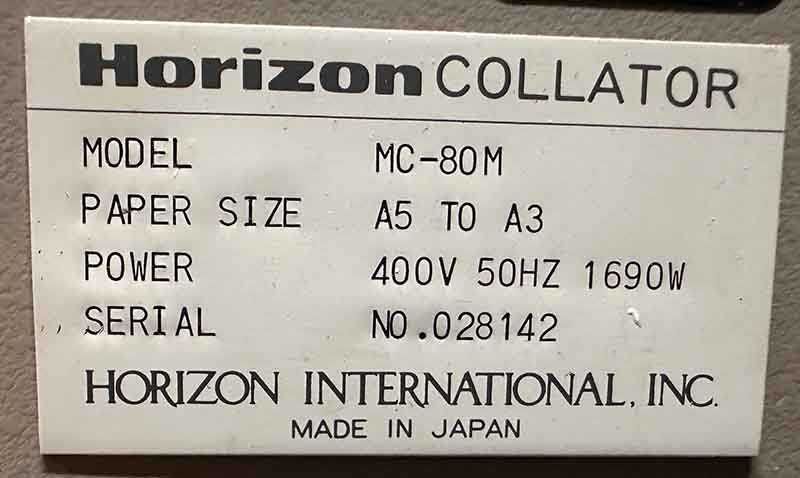 Horizon COLLATOR
MODEL MC-80M
PAPER SIZE A5 TO A3
POWER 400V 50HZ 1690W
SERIAL NO.028142
HORIZON INTERNATIONAL, INC.
MADE IN JAPAN